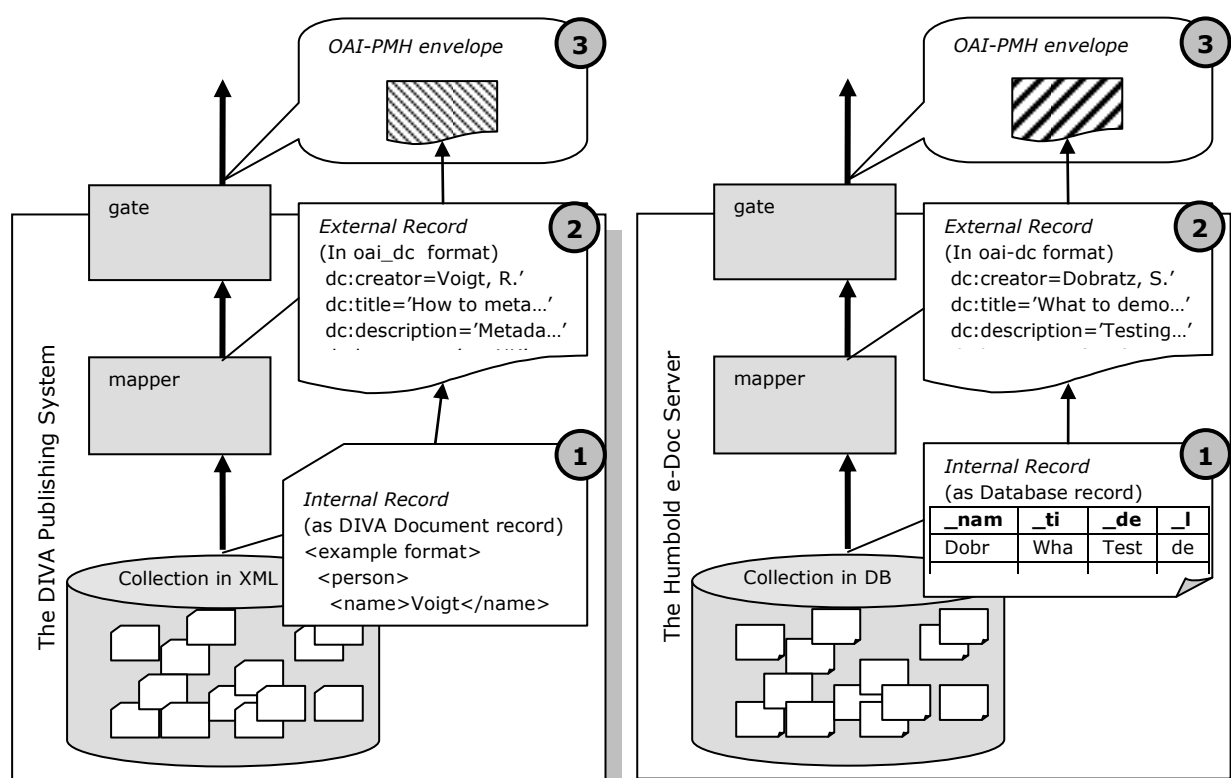 OAI-PMH envelope
3
gate
External Record
2
(In oai_dc format)
dc:creator=Voigt, R.’
dc:title=’How to meta…’
dc:description=’Metada…’
mapper
1
Internal Record
(as DIVA Document record)
<example format>
<person>
<name>Voigt</name>
Collection in XML
The DIVA Publishing System
OAI-PMH envelope
3
gate
External Record
2
(In oai-dc format)
dc:creator=Dobratz, S.’
dc:title=’What to demo…’
dc:description=’Testing…’
mapper
1
Internal Record
(as Database record)
_nam _ti _de _l
Dobr Wha Test de
Collection in DB
The Humbold e-Doc Server